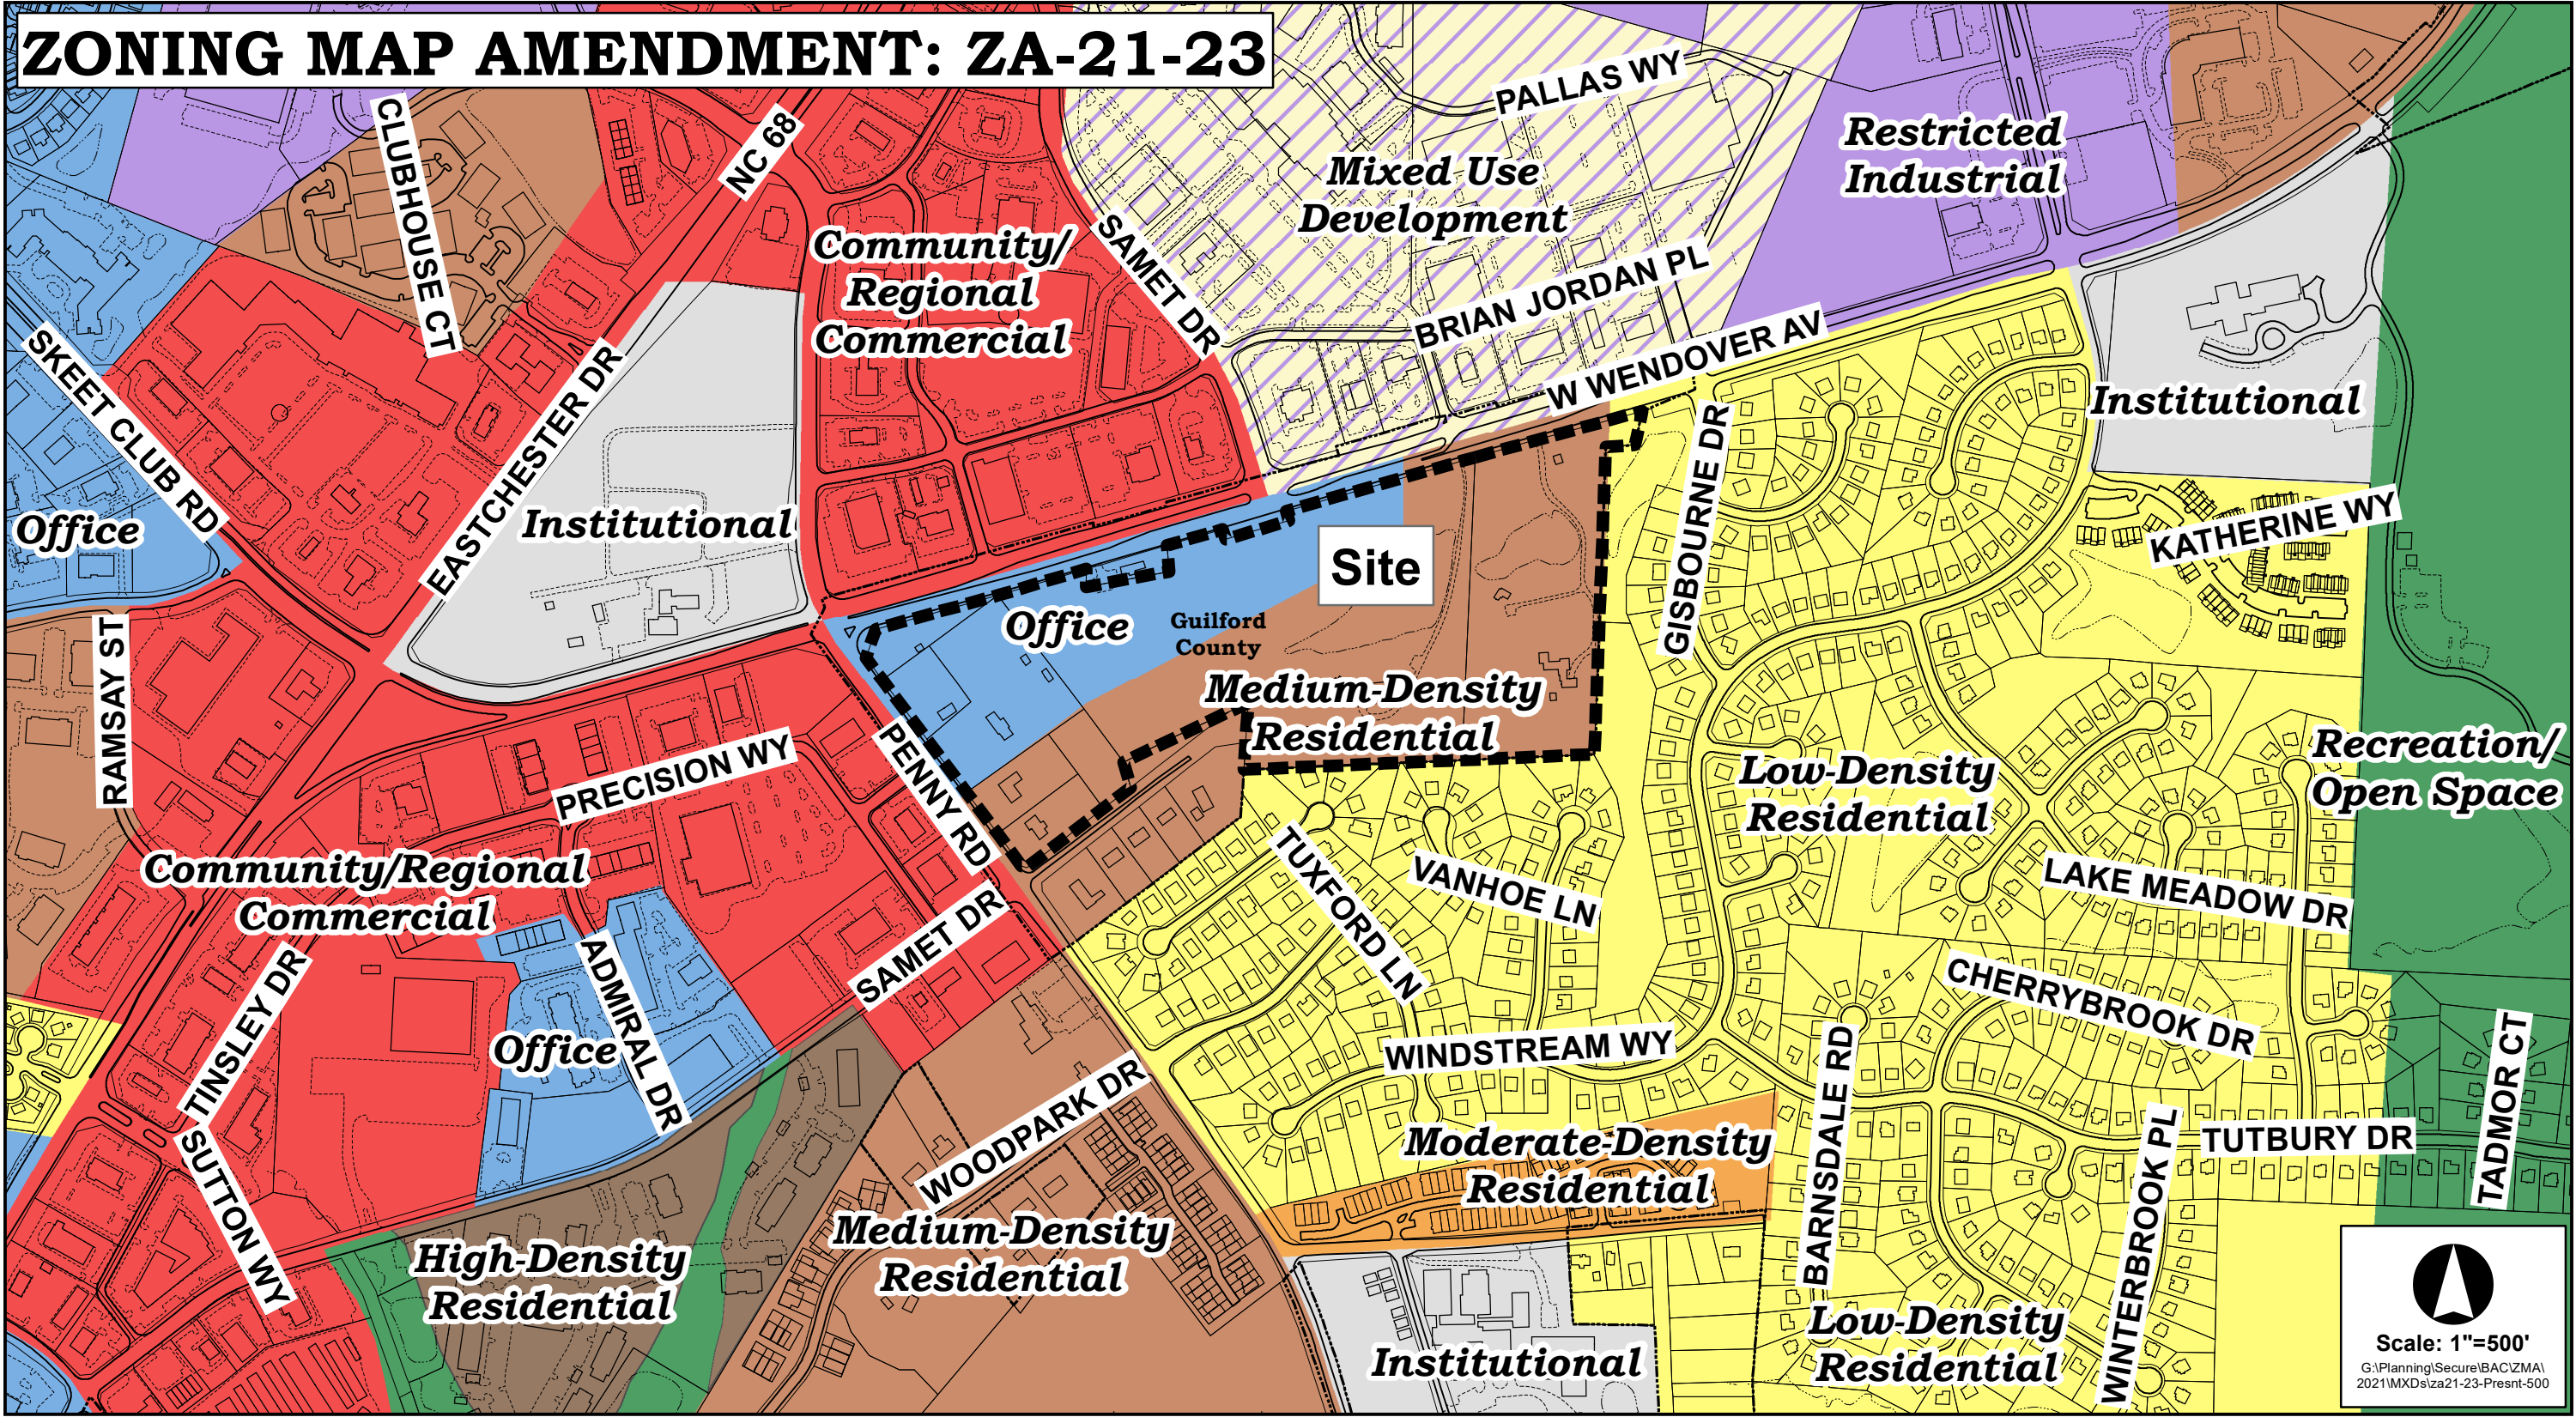 ZONING MAP AMENDMENT: ZA-21-23
PALLAS WY
CLUBHOUSE CT
NC 68
Restricted
Industrial
Mixed Use
Development
SAMET DR
Community/
Regional
Commercial
BRIAN JORDAN PL
W WENDOVER AV
SKEET CLUB RD
EASTCHESTER DR
Institutional
GISBOURNE DR
Office
Institutional
KATHERINE WY
Site
Office
Guilford
County
RAMSAY ST
Medium-Density
Residential
PENNY RD
PRECISION WY
Low-Density
Residential
Recreation/
Open Space
TUXFORD LN
VANHOE LN
LAKE MEADOW DR
Community/Regional
Commercial
SAMET DR
TINSLEY DR
ADMIRAL DR
Office
CHERRYBROOK DR
WINDSTREAM WY
BARNSDALE RD
TADMOR CT
WOODPARK DR
Moderate-Density
Residential
TUTBURY DR
SUTTON WY
WINTERBROOK PL
High-Density
Residential
Medium-Density
Residential
Institutional
Low-Density
Residential
Scale: 1"=500'
G:\Planning\Secure\BAC\ZMA\
2021\MXDs\za21-23-Presnt-500